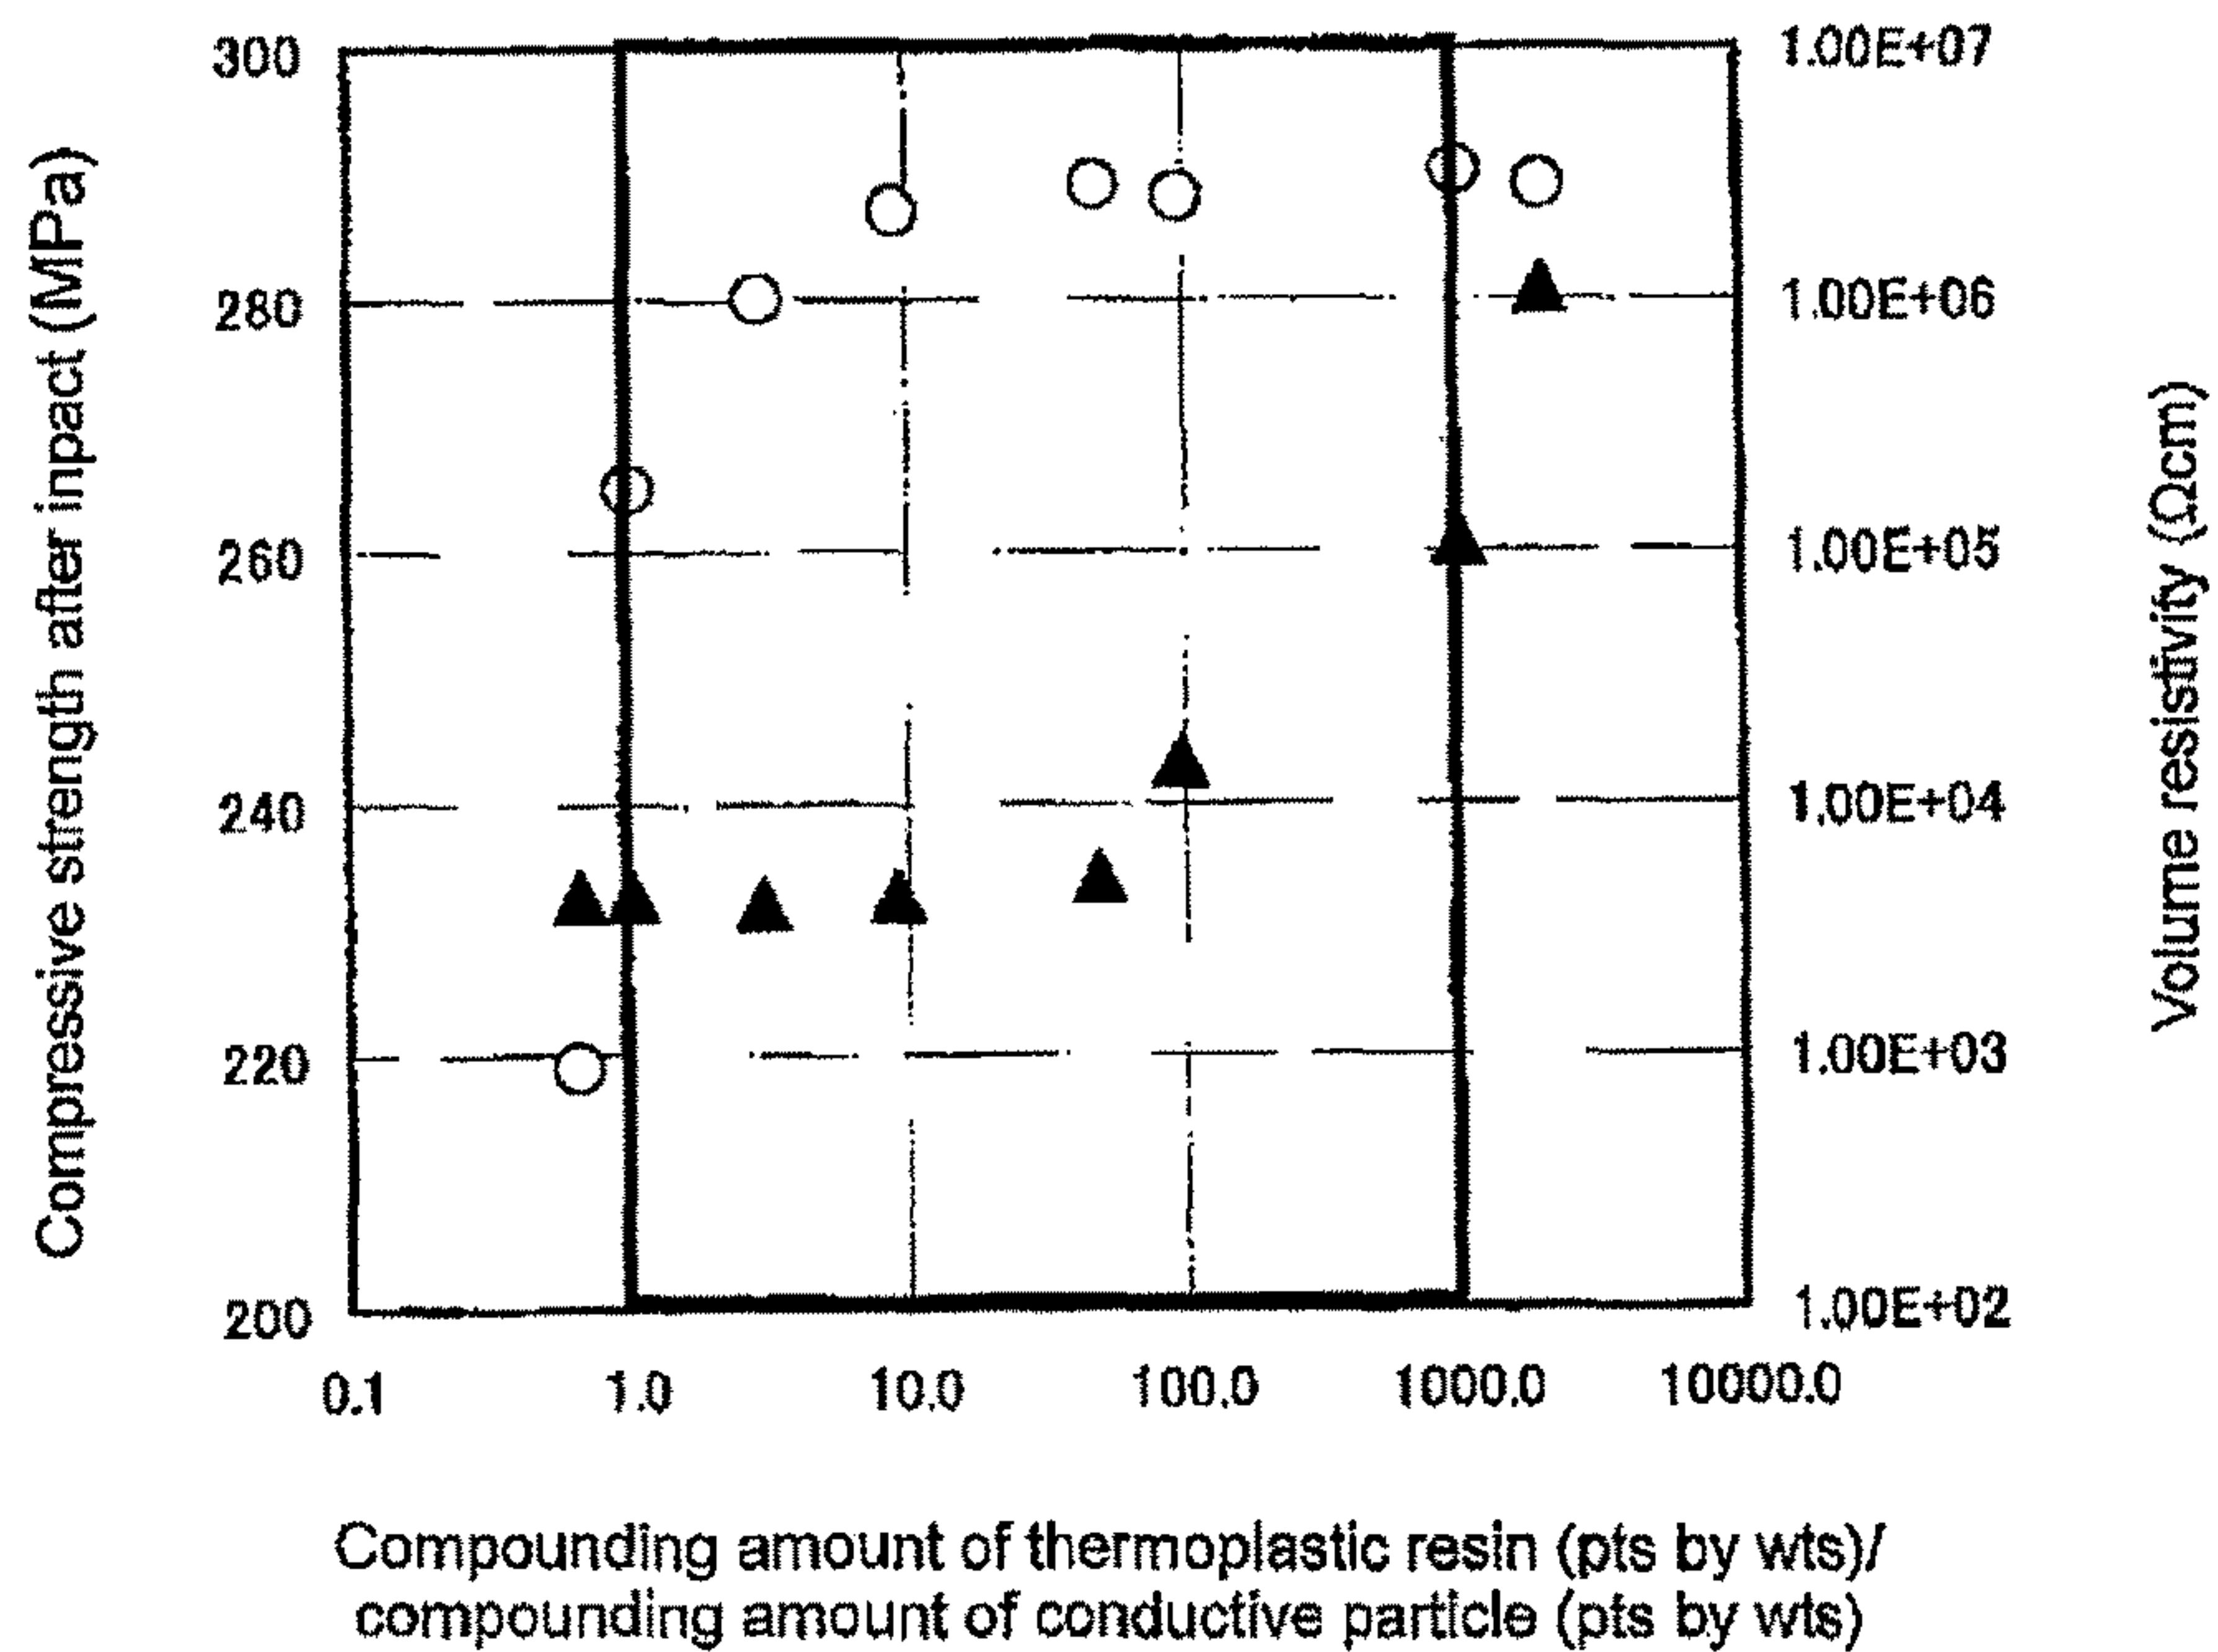 Compressive strength after inpact (MPa)
300
280
260
240
220
200
1.00E+07
1.00E+06
1.00E+05
1.00E+04
1.00E+03
1.00E+02
Volume resistivity (Ωcm)
0.1 1.0 10.0 100.0 1000.0 10000.0
Compounding amount of thermoplastic resin (pts by wts)/
compounding amount of conductive particle (pts by wts)